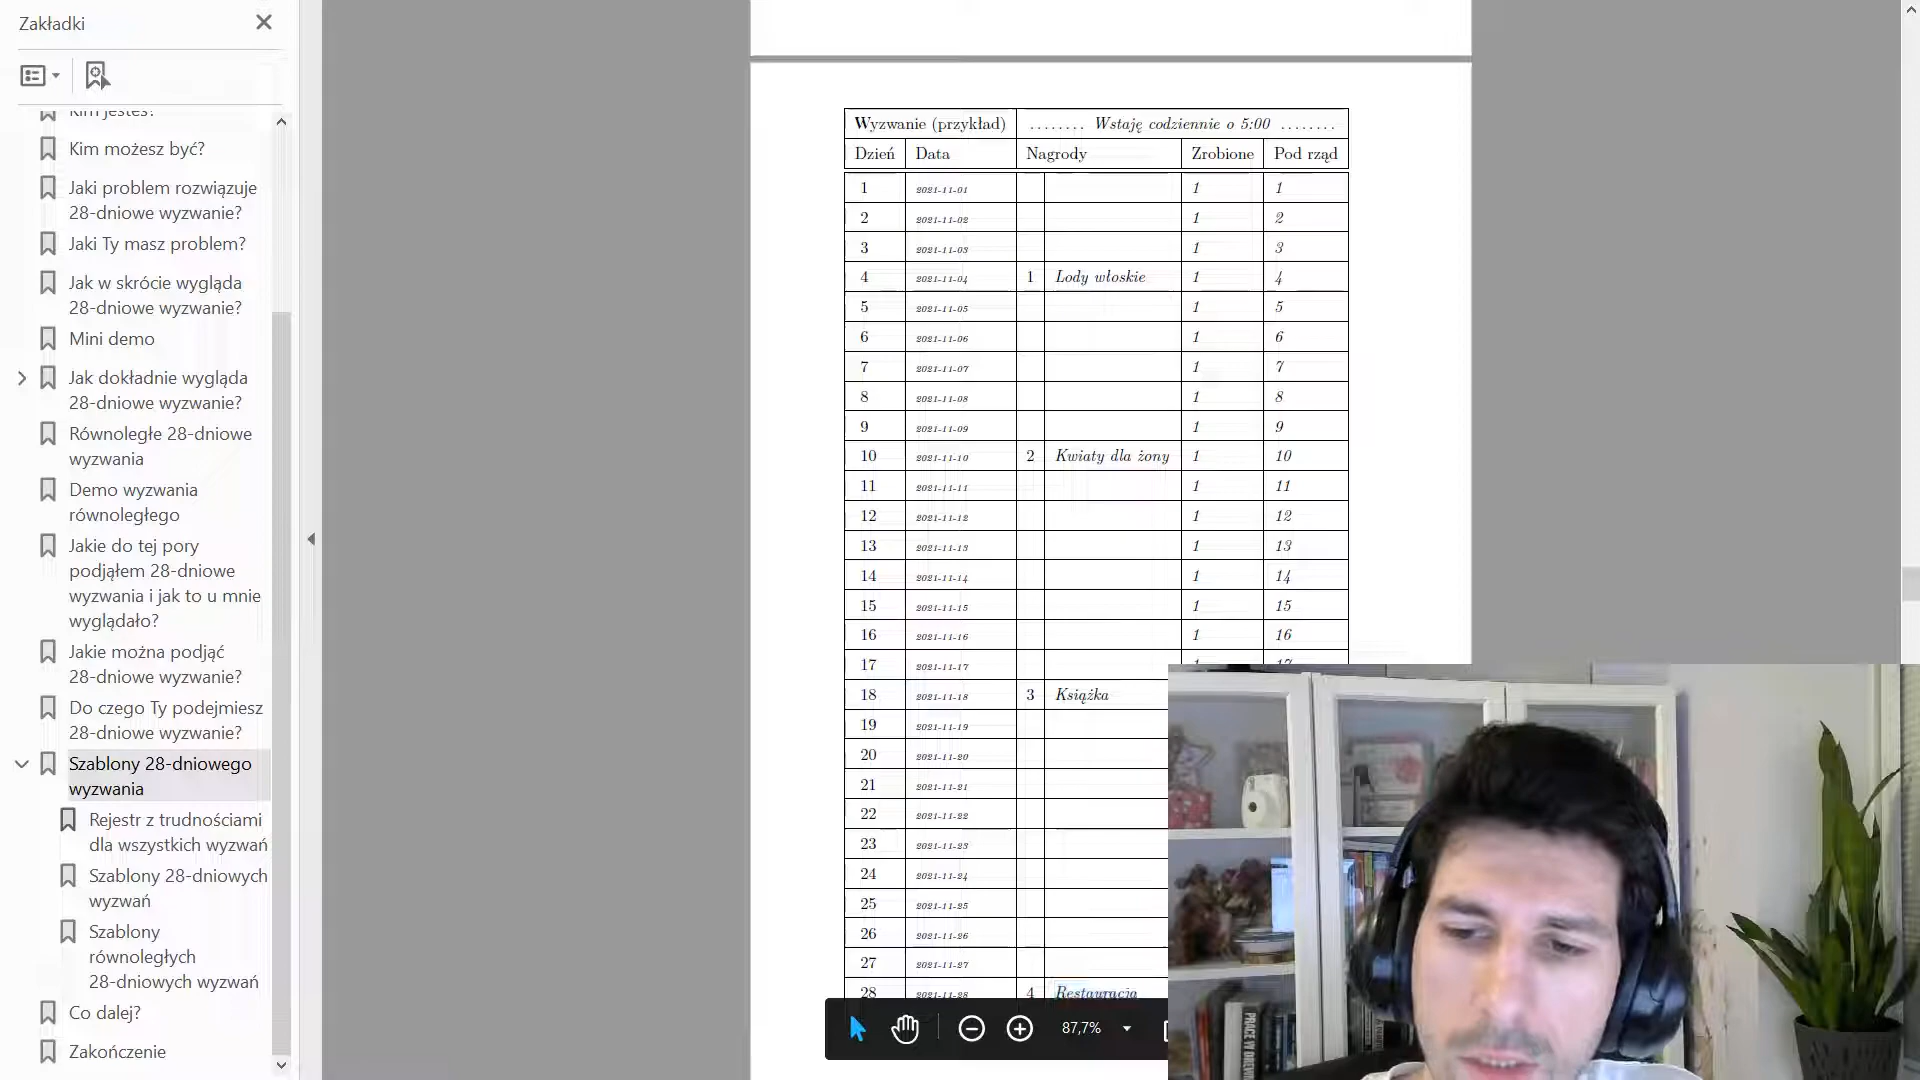 Zakładki
Kim jesteś?
Kim możesz być?
Jaki problem rozwiązuje
28-dniowe wyzwanie?
Jaki Ty masz problem?
Jak w skrócie wygląda
28-dniowe wyzwanie?
Mini demo
Jak dokładnie wygląda
28-dniowe wyzwanie?
Równoległe 28-dniowe
wyzwania
Demo wyzwania
równoległego
Jakie do tej pory
podjąłem 28-dniowe
wyzwania i jak to u mnie
wyglądało?
Jakie można podjąć
28-dniowe wyzwanie?
Do czego Ty podejmiesz
28-dniowe wyzwanie?
Szablony 28-dniowego
wyzwania
Rejestr z trudnościami
dla wszystkich wyzwań
Szablony 28-dniowych
wyzwań
Szablony
równoległych
28-dniowych wyzwań
Co dalej?
Zakończenie
Wyzwanie (przykład) ........ Wstaję codziennie o 5:00 ........
Dzień Data Nagrody Zrobione Pod rząd
1 2021-11-01 1 1
2 2021-11-02 1 2
3 2021-11-03 1 3
4 2021-11-04 1 Lody włoskie 1 4
5 2021-11-05 1 5
6 2021-11-06 1 6
7 2021-11-07 1 7
8 2021-11-08 1 8
9 2021-11-09 1 9
10 2021-11-10 2 Kwiaty dla żony 1 10
11 2021-11-11 1 11
12 2021-11-12 1 12
13 2021-11-13 1 13
14 2021-11-14 1 14
15 2021-11-15 1 15
16 2021-11-16 1 16
17 2021-11-17 1 17
18 2021-11-18 3 Książka
19 2021-11-19
20 2021-11-20
21 2021-11-21
22 2021-11-22
23 2021-11-23
24 2021-11-24
25 2021-11-25
26 2021-11-26
27 2021-11-27
28 2021-11-28 4 Restauracja
87,7%